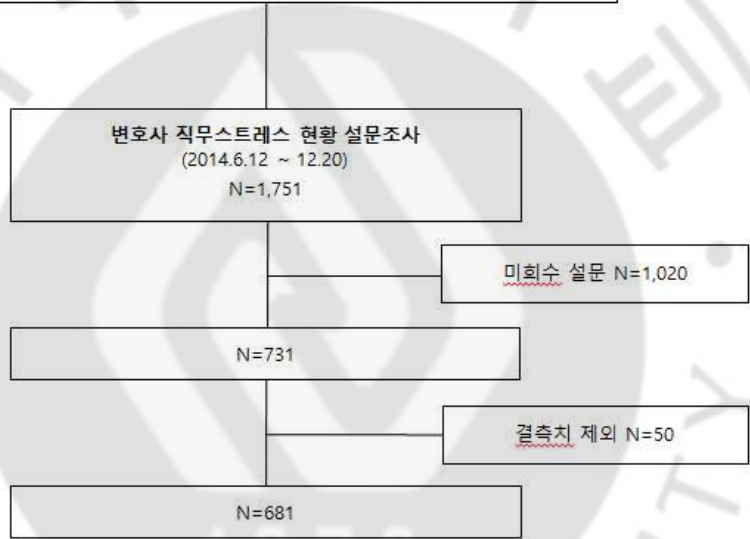 변호사 직무스트레스 현황 설문조사
(2014.6.12 ~ 12.20)
N=1,751
미회수 설문 N=1,020
N=731
결측치 제외 N=50
N=681